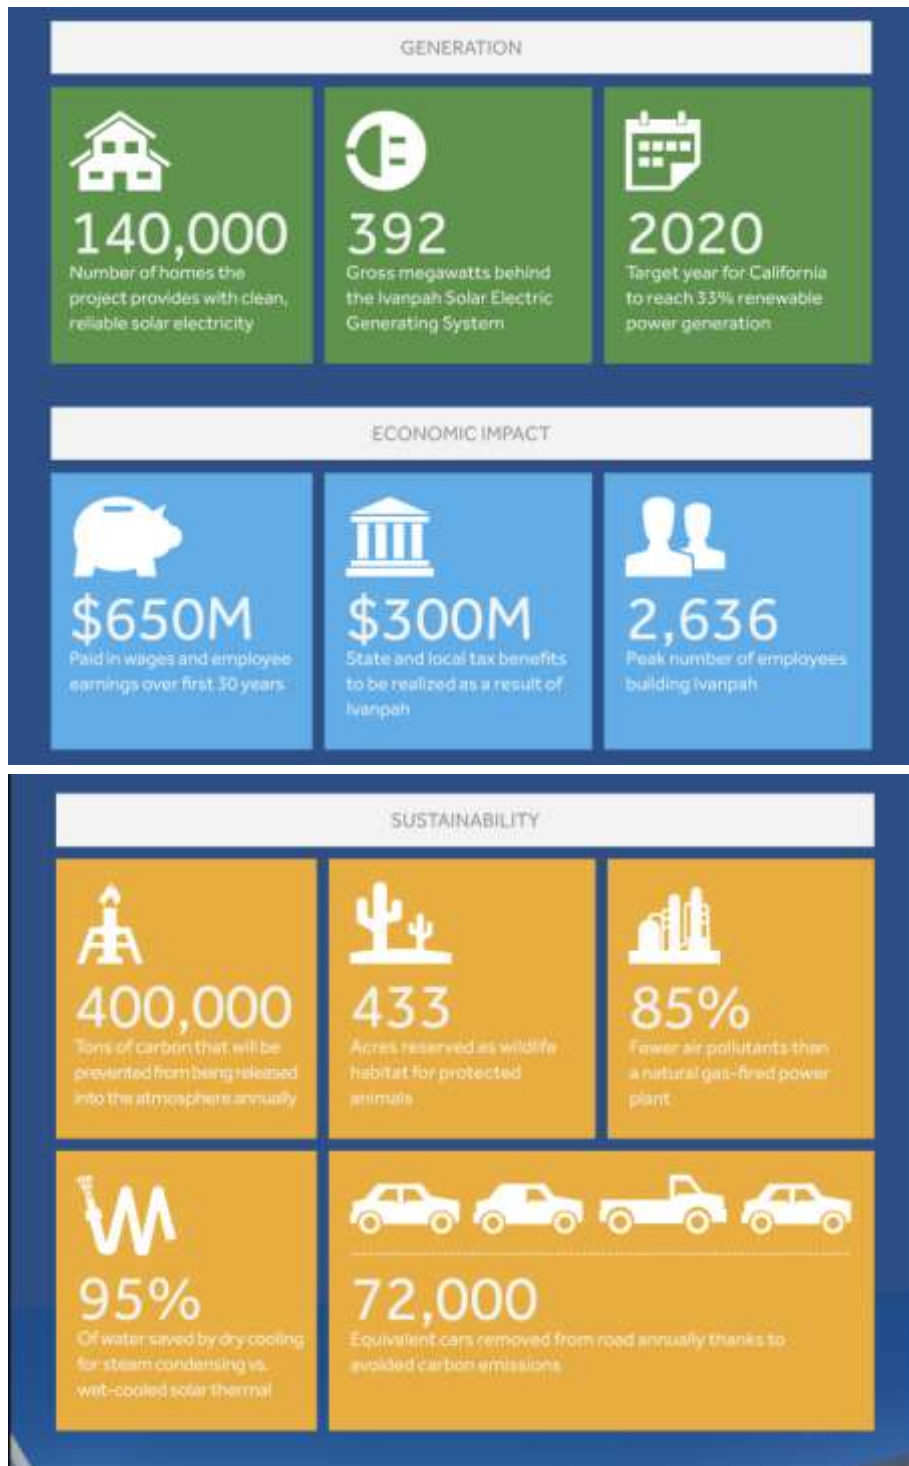 GENERATION
140,000
Number of homes the
project provides with clean,
reliable solar electricity
392
Gross megawatts behind
the Ivanpah Solar Electric
Generating System
2020
Target year for California
to reach 33% renewable
power generation
ECONOMIC IMPACT
$650M
Paid in wages and employee
earnings over first 30 years
$300M
State and local tax benefits
to be realized as a result of
Ivanpah
2,636
Peak number of employees
building Ivanpah
SUSTAINABILITY
400,000
Tons of carbon that will be
prevented from being released
into the atmosphere annually
433
Acres reserved as wildlife
habitat for protected
animals
85%
Fewer air pollutants than
a natural gas-fired power
plant
95%
Of water saved by dry cooling
for steam condensing vs.
wet-cooled solar thermal
72,000
Equivalent cars removed from road annually thanks to
avoided carbon emissions